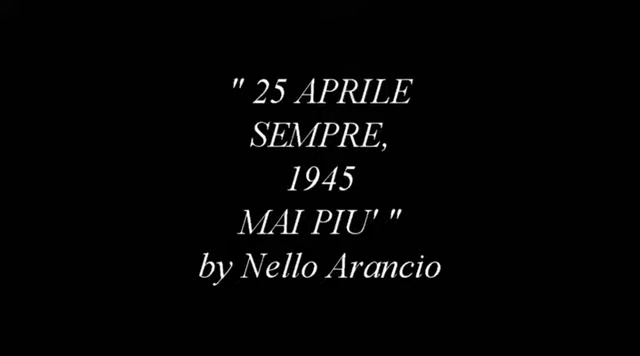 " 25 APRILE
SEMPRE,
1945
MAI PIU' "
by Nello Arancio